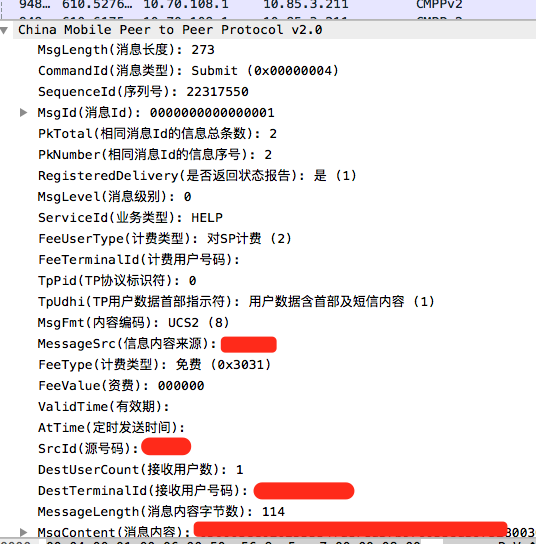 948… 610.5276… 10.70.108.1 10.85.3.211 CMPPv2
China Mobile Peer to Peer Protocol v2.0
MsgLength(消息长度): 273
CommandId(消息类型): Submit (0x00000004)
SequenceId(序列号): 22317550
MsgId(消息Id): 0000000000000001
PkTotal(相同消息Id的信息总条数): 2
PkNumber(相同消息Id的信息序号): 2
RegisteredDelivery(是否返回状态报告): 是 (1)
MsgLevel(消息级别): 0
ServiceId(业务类型): HELP
FeeUserType(计费类型): 对SP计费 (2)
FeeTerminalId(计费用户号码):
TpPid(TP协议标识符): 0
TpUdhi(TP用户数据首部指示符): 用户数据含首部及短信内容 (1)
MsgFmt(内容编码): UCS2 (8)
MessageSrc(信息内容来源):
FeeType(计费类型): 免费 (0x3031)
FeeValue(资费): 000000
ValidTime(有效期):
AtTime(定时发送时间):
SrcId(源号码):
DestUserCount(接收用户数): 1
DestTerminalId(接收用户号码):
MessageLength(消息内容字节数): 114
MsgContent(消息内容):